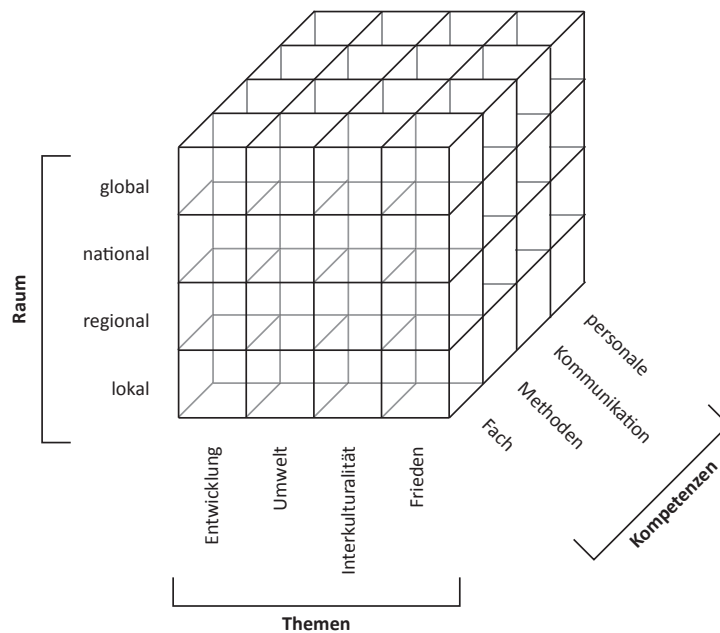 Raum
global
national
regional
lokal
Entwicklung
Umwelt
Interkulturalität
Frieden
Themen
Fach
Methoden
Kommunikation
personale
Kompetenzen